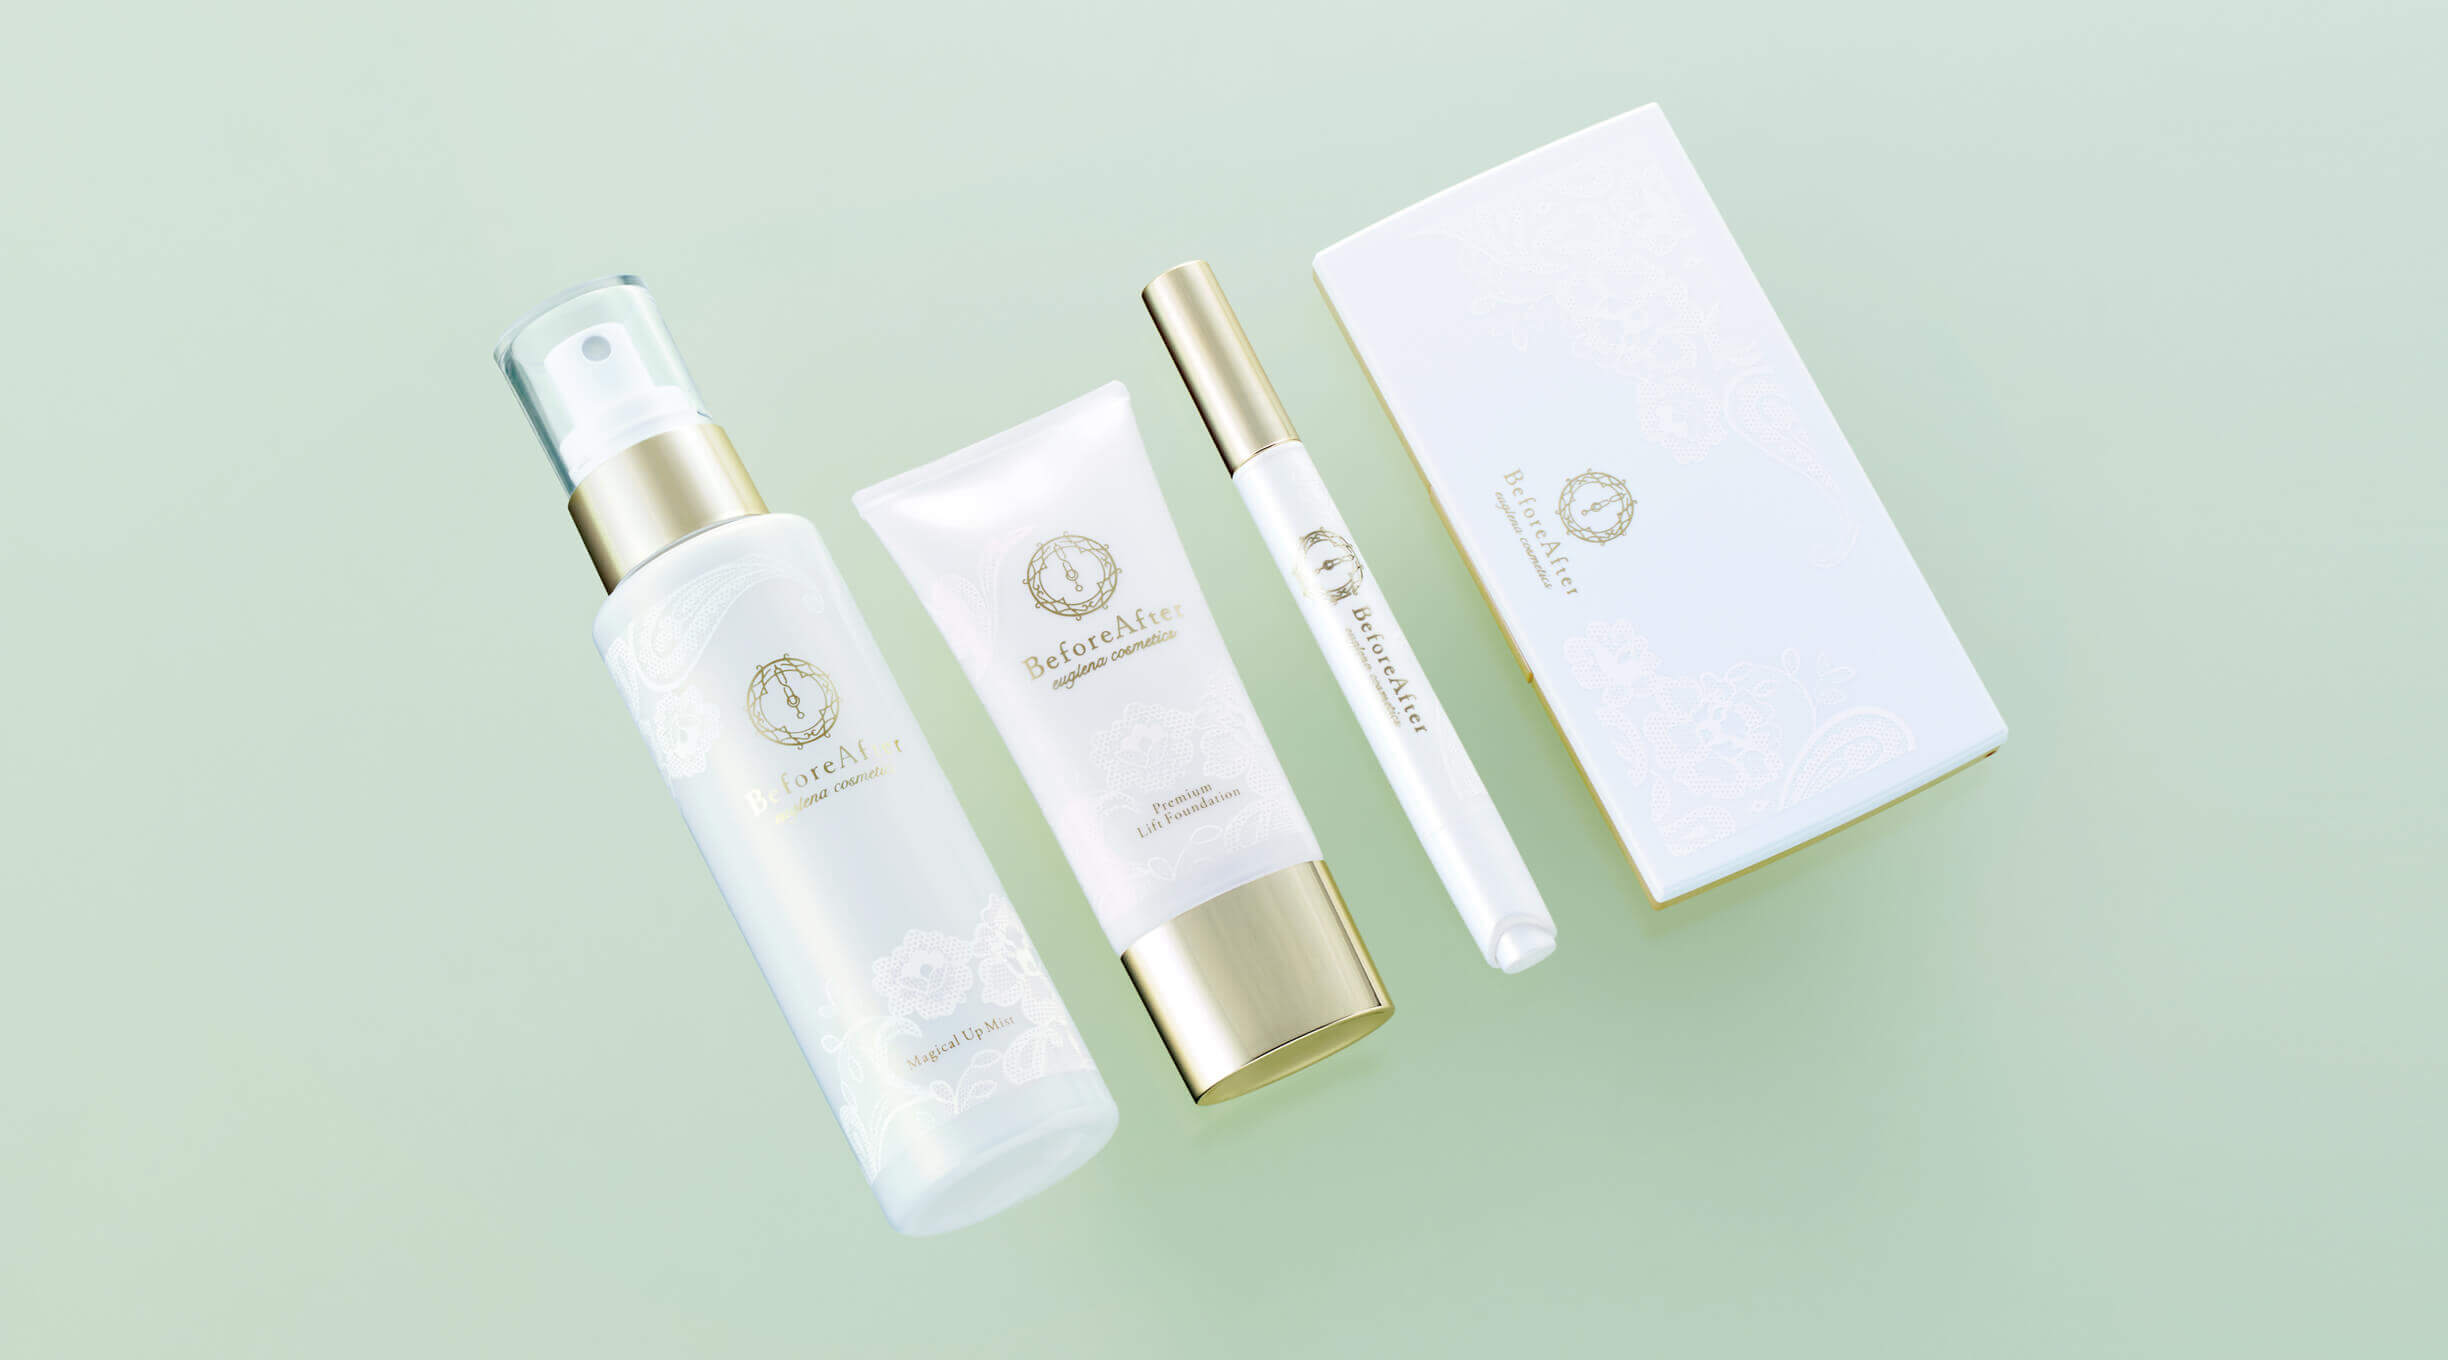 BeforeAfter
euglena cosmetics
Magical Up Mist
BeforeAfter
euglena cosmetics
Premium
Lift Foundation
BeforeAfter
euglena cosmetics
BeforeAfter
euglena cosmetics